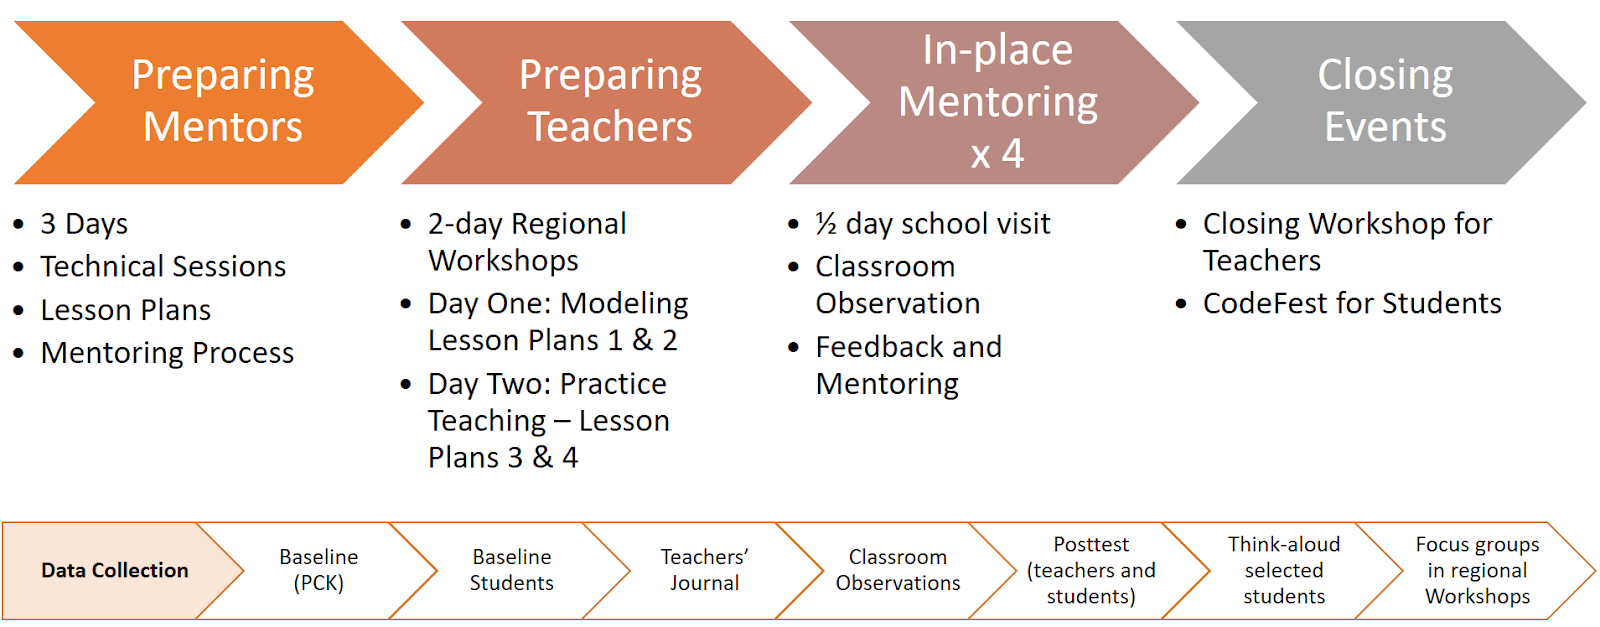 Preparing
Mentors
Preparing
Teachers
In-place
Mentoring
x 4
Closing
Events
• 3 Days
• Technical Sessions
• Lesson Plans
• Mentoring Process
• 2-day Regional
Workshops
• Day One: Modeling
Lesson Plans 1 & 2
• Day Two: Practice
Teaching – Lesson
Plans 3 & 4
• ½ day school visit
• Classroom
Observation
• Feedback and
Mentoring
• Closing Workshop for
Teachers
• CodeFest for Students
Data Collection
Baseline
(PCK)
Baseline
Students
Teachers’
Journal
Classroom
Observations
Posttest
(teachers and
students)
Think-aloud
selected
students
Focus groups
in regional
Workshops